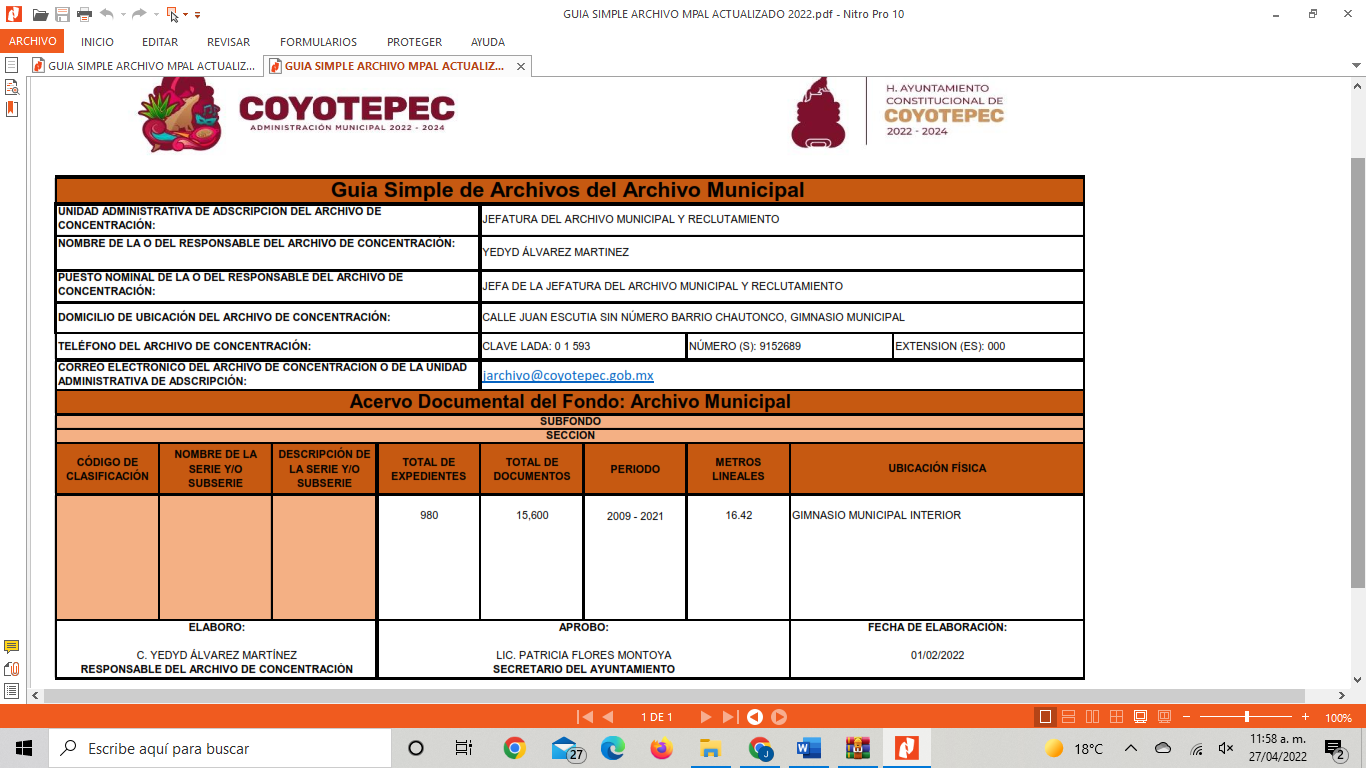 GUIA SIMPLE ARCHIVO MPAL ACTUALIZADO 2022.pdf - Nitro Pro 10
ARCHIVO INICIO EDITAR REVISAR FORMULARIOS PROTEGER AYUDA
GUIA SIMPLE ARCHIVO MPAL ACTUALIZ... GUIA SIMPLE ARCHIVO MPAL ACTUALIZ...
COYOTEPEC
ADMINISTRACIÓN MUNICIPAL 2022 - 2024
H. AYUNTAMIENTO
CONSTITUCIONAL DE
COYOTEPEC
2022 - 2024
Guia Simple de Archivos del Archivo Municipal
UNIDAD ADMINISTRATIVA DE ADSCRIPCION DEL ARCHIVO DE
CONCENTRACIÓN:
JEFATURA DEL ARCHIVO MUNICIPAL Y RECLUTAMIENTO
NOMBRE DE LA O DEL RESPONSABLE DEL ARCHIVO DE CONCENTRACIÓN:
YEDYD ÁLVAREZ MARTINEZ
PUESTO NOMINAL DE LA O DEL RESPONSABLE DEL ARCHIVO DE
CONCENTRACIÓN:
JEFA DE LA JEFATURA DEL ARCHIVO MUNICIPAL Y RECLUTAMIENTO
DOMICILIO DE UBICACIÓN DEL ARCHIVO DE CONCENTRACIÓN:
CALLE JUAN ESCUTIA SIN NÚMERO BARRIO CHAUTONCO, GIMNASIO MUNICIPAL
TELÉFONO DEL ARCHIVO DE CONCENTRACIÓN:
CLAVE LADA: 0 1 593
NÚMERO (S): 9152689
EXTENSION (ES): 000
CORREO ELECTRONICO DEL ARCHIVO DE CONCENTRACION O DE LA UNIDAD
ADMINISTRATIVA DE ADSCRIPCIÓN:
jarchivo@coyotepec.gob.mx
Acervo Documental del Fondo: Archivo Municipal
SUBFONDO
SECCION
CÓDIGO DE
CLASIFICACIÓN
NOMBRE DE LA
SERIE Y/O
SUBSERIE
DESCRIPCIÓN DE
LA SERIE Y/O
SUBSERIE
TOTAL DE
EXPEDIENTES
TOTAL DE
DOCUMENTOS
PERIODO
METROS
LINEALES
UBICACIÓN FÍSICA
980
15,600
2009 - 2021
16.42
GIMNASIO MUNICIPAL INTERIOR
ELABORO:
C. YEDYD ÁLVAREZ MARTÍNEZ
RESPONSABLE DEL ARCHIVO DE CONCENTRACIÓN
APROBO:
LIC. PATRICIA FLORES MONTOYA
SECRETARIO DEL AYUNTAMIENTO
FECHA DE ELABORACIÓN:
01/02/2022
1 DE 1
100%
Escribe aquí para buscar
27
J
18°C
11:58 a. m.
27/04/2022
2